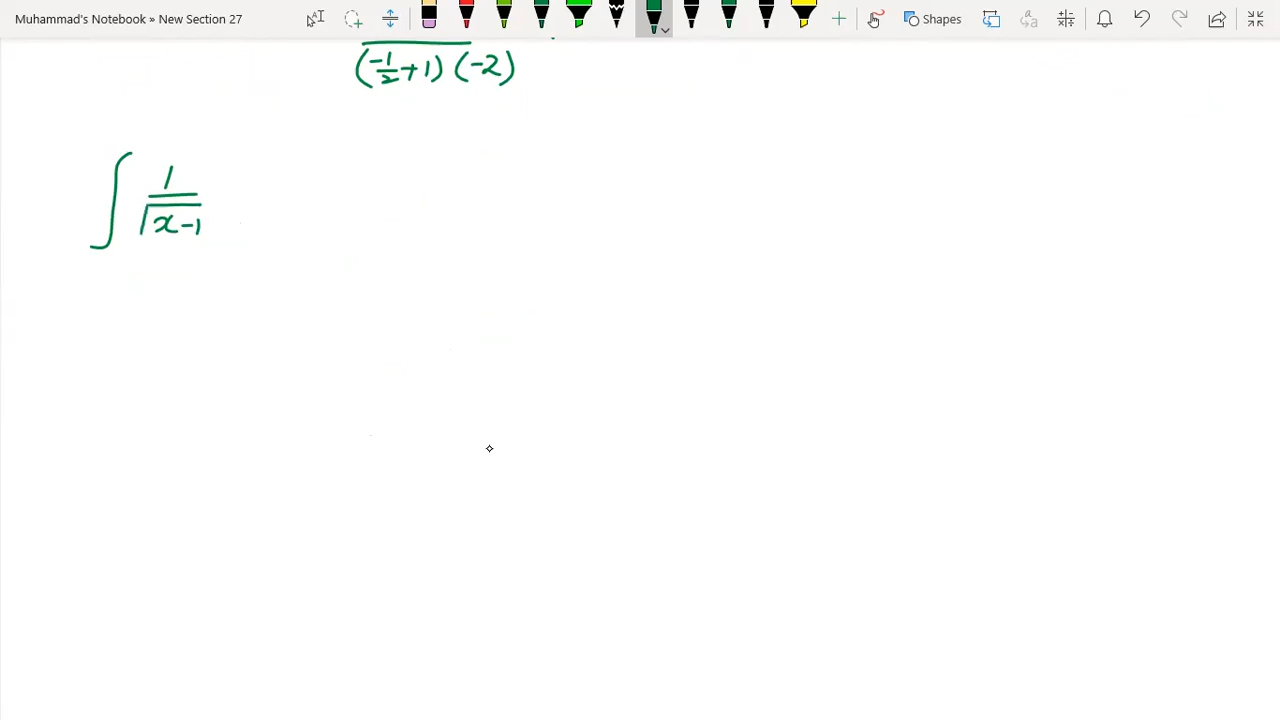 Muhammad's Notebook » New Section 27
Shapes
(-1/2+1) (-2)
∫ 1/√x-1